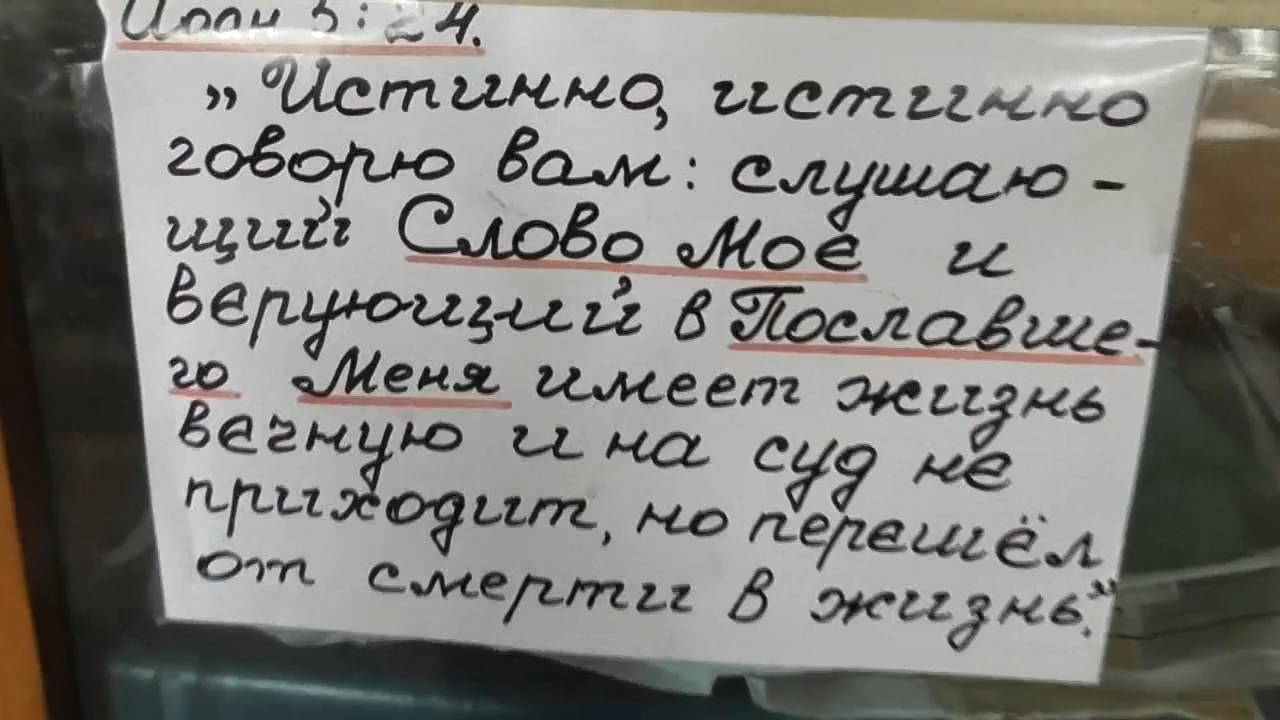 Иоан 5:24.
„Истинно, истинно
говорю вам: слушаю-
щий Слово Мое и
верующий в Пославше-
го Меня имеет жизнь
вечную и на суд не
приходит, но перешёл
от смерти в жизнь."